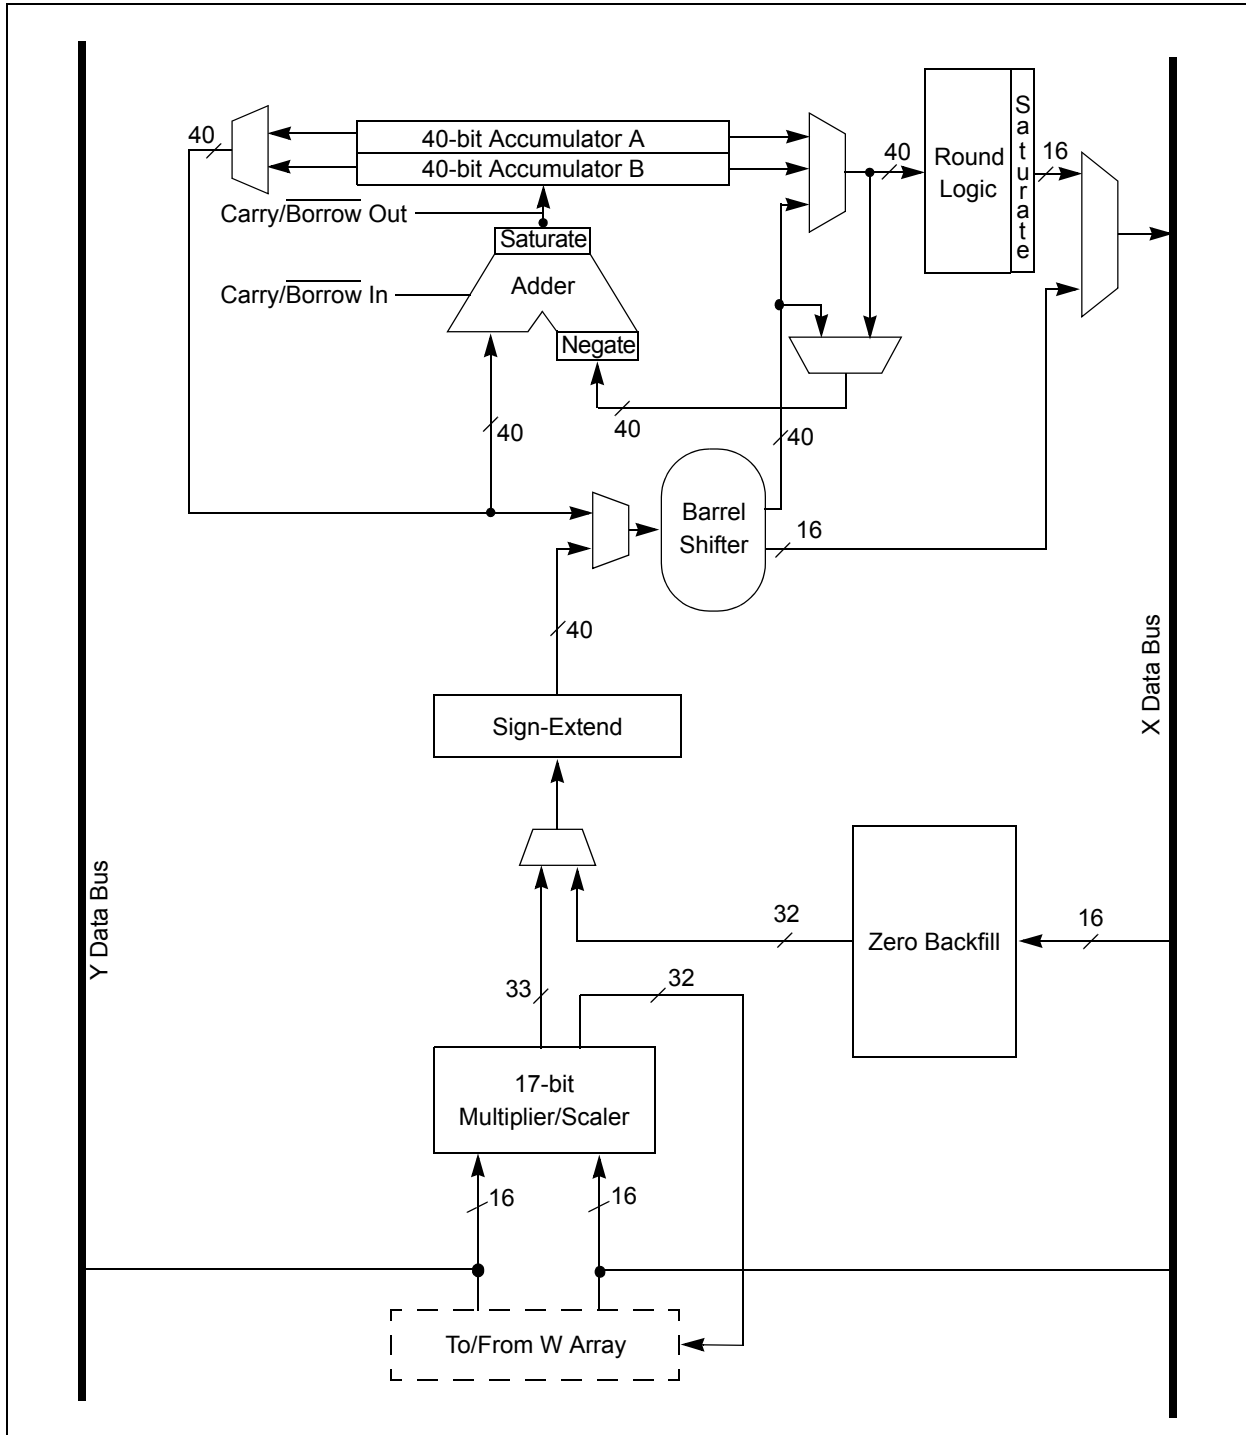 40
40-bit Accumulator A
40-bit Accumulator B
40
Round
Logic
Saturate
16
Carry/Borrow Out
Saturate
Carry/Borrow In
Adder
Negate
40
40
40
Barrel
Shifter
16
40
Sign-Extend
X Data Bus
Y Data Bus
32
Zero Backfill
16
33
32
17-bit
Multiplier/Scaler
16
16
To/From W Array